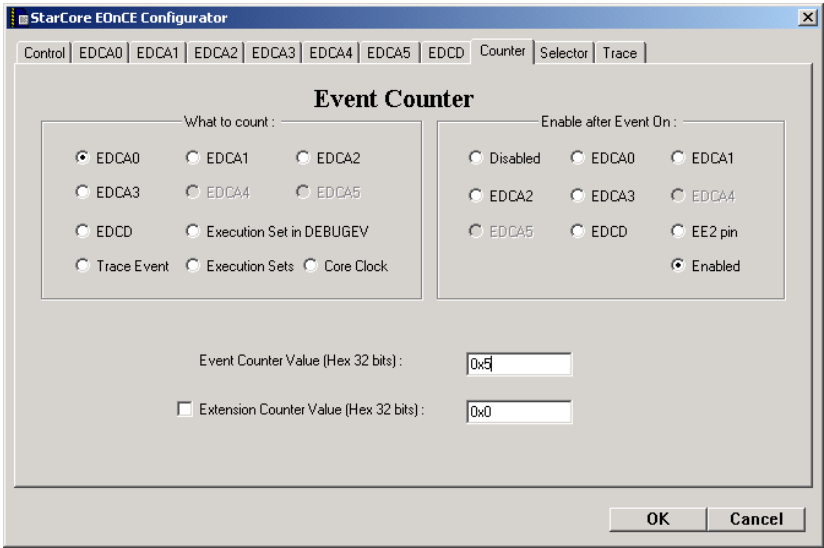 StarCore EOnCE Configurator
Control EDCA0 EDCA1 EDCA2 EDCA3 EDCA4 EDCA5 EDCD Counter Selector Trace
Event Counter
What to count :
EDCA0 EDCA1 EDCA2
EDCA3 EDCA4 EDCA5
EDCD Execution Set in DEBUGEV
Trace Event Execution Sets Core Clock
Enable after Event On :
Disabled EDCA0 EDCA1
EDCA2 EDCA3 EDCA4
EDCA5 EDCD EE2 pin
Enabled
Event Counter Value (Hex 32 bits) : 0x5
Extension Counter Value (Hex 32 bits) : 0x0
OK Cancel